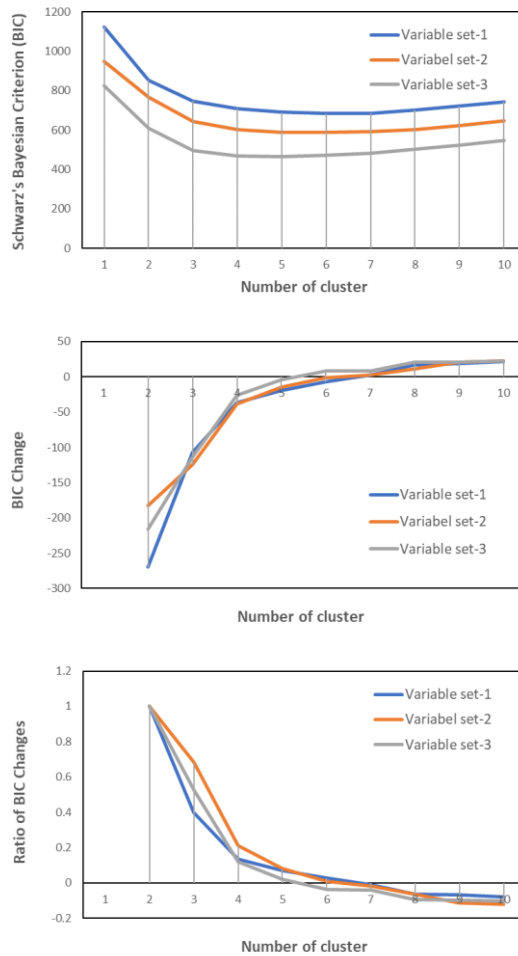 1200
1000
800
600
400
200
0
Schwarz's Bayesian Criterion (BIC)
Variable set-1
Variabel set-2
Variable set-3
1 2 3 4 5 6 7 8 9 10
Number of cluster
50
0
-50
-100
-150
-200
-250
-300
BIC Change
1 2 3 4 5 6 7 8 9 10
Variable set-1
Variabel set-2
Variable set-3
Number of cluster
1.2
1
0.8
0.6
0.4
0.2
0
-0.2
Ratio of BIC Changes
Variable set-1
Variabel set-2
Variable set-3
1 2 3 4 5 6 7 8 9 10
Number of cluster